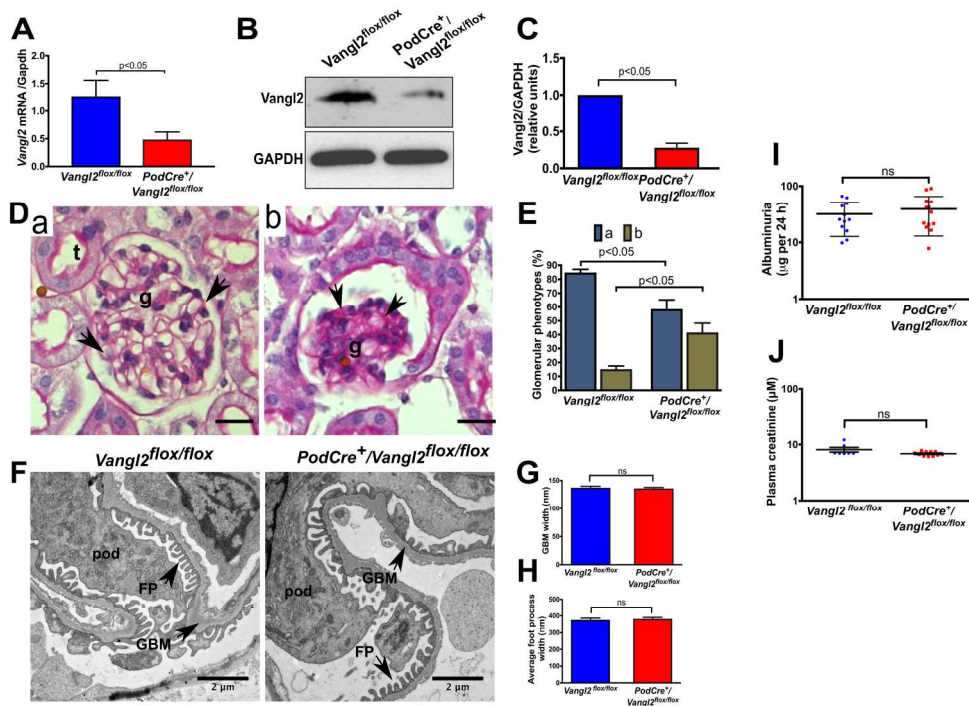 A
p<0.05
Vangl2 mRNA /Gapdh
2.0
1.5
1.0
0.5
0.0
Vangl2flox/flox
PodCre+/
Vangl2flox/flox
B
Vangl2flox/flox
PodCre+/
Vangl2flox/flox
Vangl2
GAPDH
C
p<0.05
Vangl2/GAPDH
(relative units)
1.5
1.0
0.5
0.0
Vangl2flox/flox
PodCre+/
Vangl2flox/flox
D
a
t
g
b
g
E
a
b
p<0.05
p<0.05
Glomerular phenotypes (%)
90
80
70
60
50
40
30
20
10
0
Vangl2flox/flox
PodCre+/
Vangl2flox/flox
F
Vangl2flox/flox
pod
FP
GBM
2 μm
PodCre+/Vangl2flox/flox
GBM
pod
FP
2 μm
G
ns
GBM width (nm)
150
100
50
0
Vangl2flox/flox
PodCre+/
Vangl2flox/flox
H
ns
Average foot process
width (nm)
500
400
300
200
100
0
Vangl2flox/flox
PodCre+/
Vangl2flox/flox
I
ns
Albuminuria
(μg per 24 h)
100
10
1
Vangl2flox/flox
PodCre+/
Vangl2flox/flox
J
ns
Plasma creatinine (μM)
100
10
1
Vangl2flox/flox
PodCre+/
Vangl2flox/flox